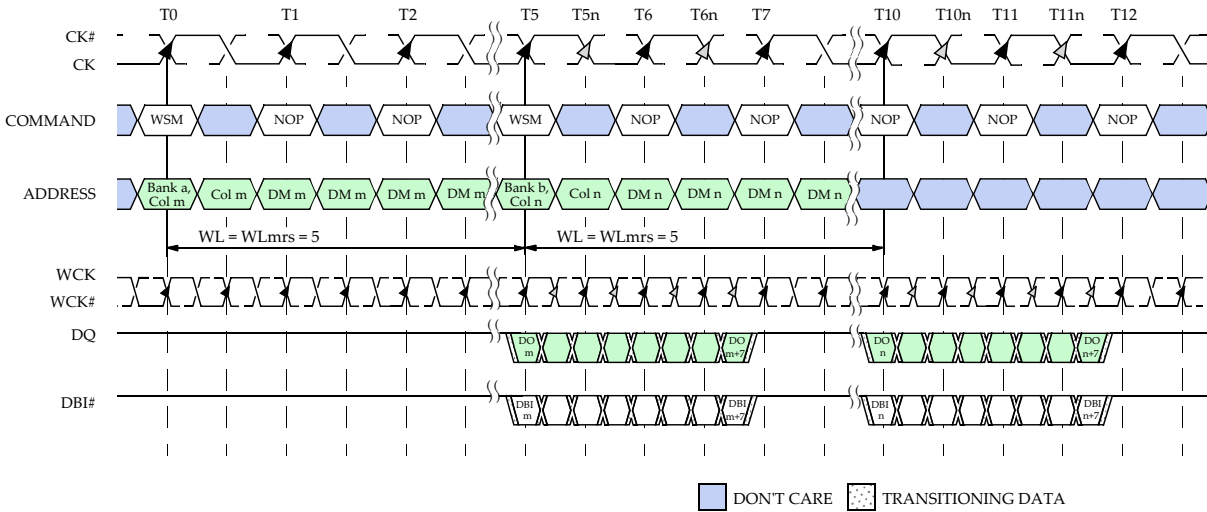 T0 T1 T2 T5 T5n T6 T6n T7 T10 T10n T11 T11n T12
CK#
CK
COMMAND WSM NOP NOP WSM NOP NOP NOP NOP NOP
ADDRESS Bank a, Col m Col m DM m DM m DM m DM m Bank b, Col n Col n DM n DM n DM n DM n
WL = WLmrs = 5 WL = WLmrs = 5
WCK
WCK#
DQ DO m DO m+7 DO n DO n+7
DBI# DBI m DBI m+7 DBI n DBI n+7
DON'T CARE TRANSITIONING DATA